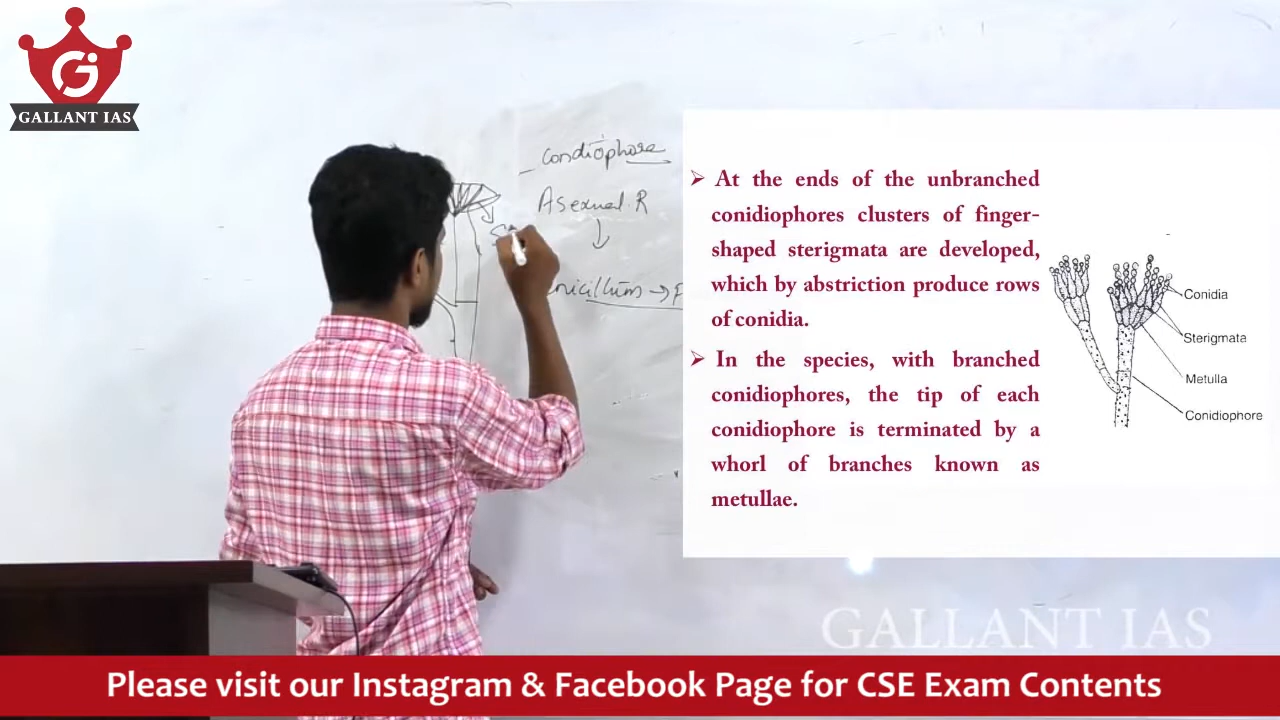 GALLANT IAS
Condiophore
Asexual R
nicillium →
➢ At the ends of the unbranched
conidiophores clusters of finger-
shaped sterigmata are developed,
which by abstriction produce rows
of conidia.
➢ In the species, with branched
conidiophores, the tip of each
conidiophore is terminated by a
whorl of branches known as
metullae.
Conidia
Sterigmata
Metulla
Conidiophore
GALLANT IAS
Please visit our Instagram & Facebook Page for CSE Exam Contents